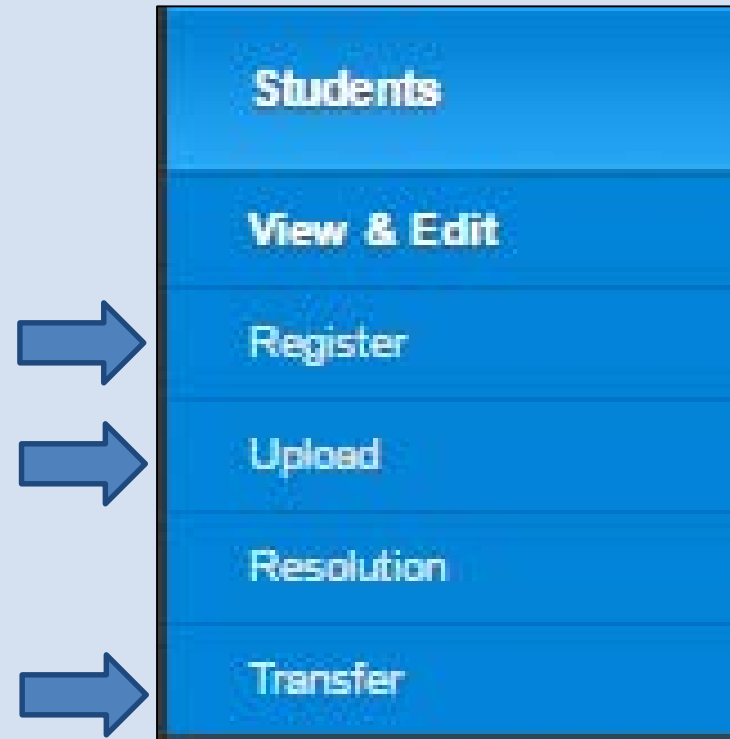 Students
View & Edit
Register
Upload
Resolution
Transfer